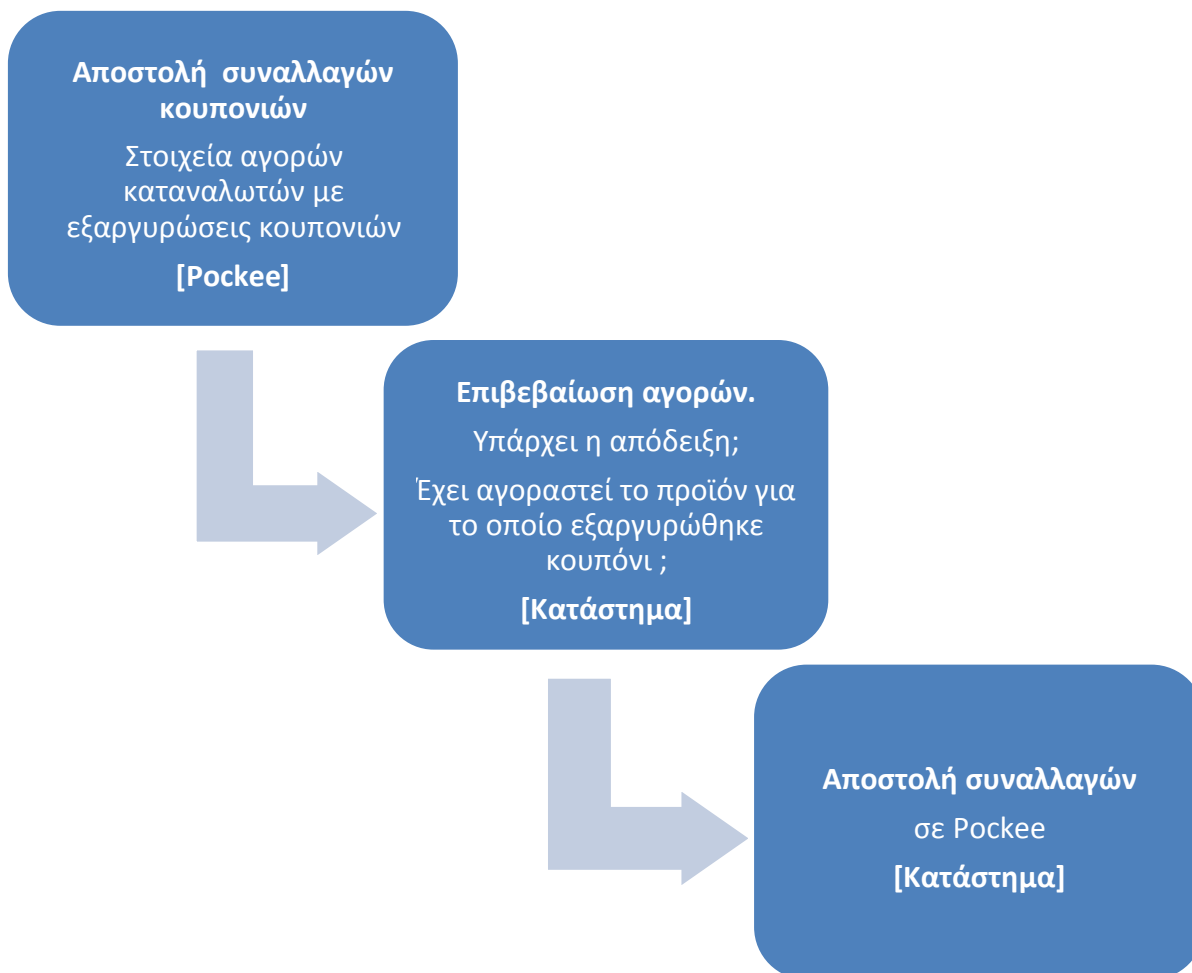 Αποστολή συναλλαγών
κουπονιών
Στοιχεία αγορών
καταναλωτών με
εξαργυρώσεις κουπονιών
[Pockee]
Επιβεβαίωση αγορών.
Υπάρχει η απόδειξη;
Έχει αγοραστεί το προϊόν για
το οποίο εξαργυρώθηκε
κουπόνι ;
[Κατάστημα]
Αποστολή συναλλαγών
σε Pockee
[Κατάστημα]